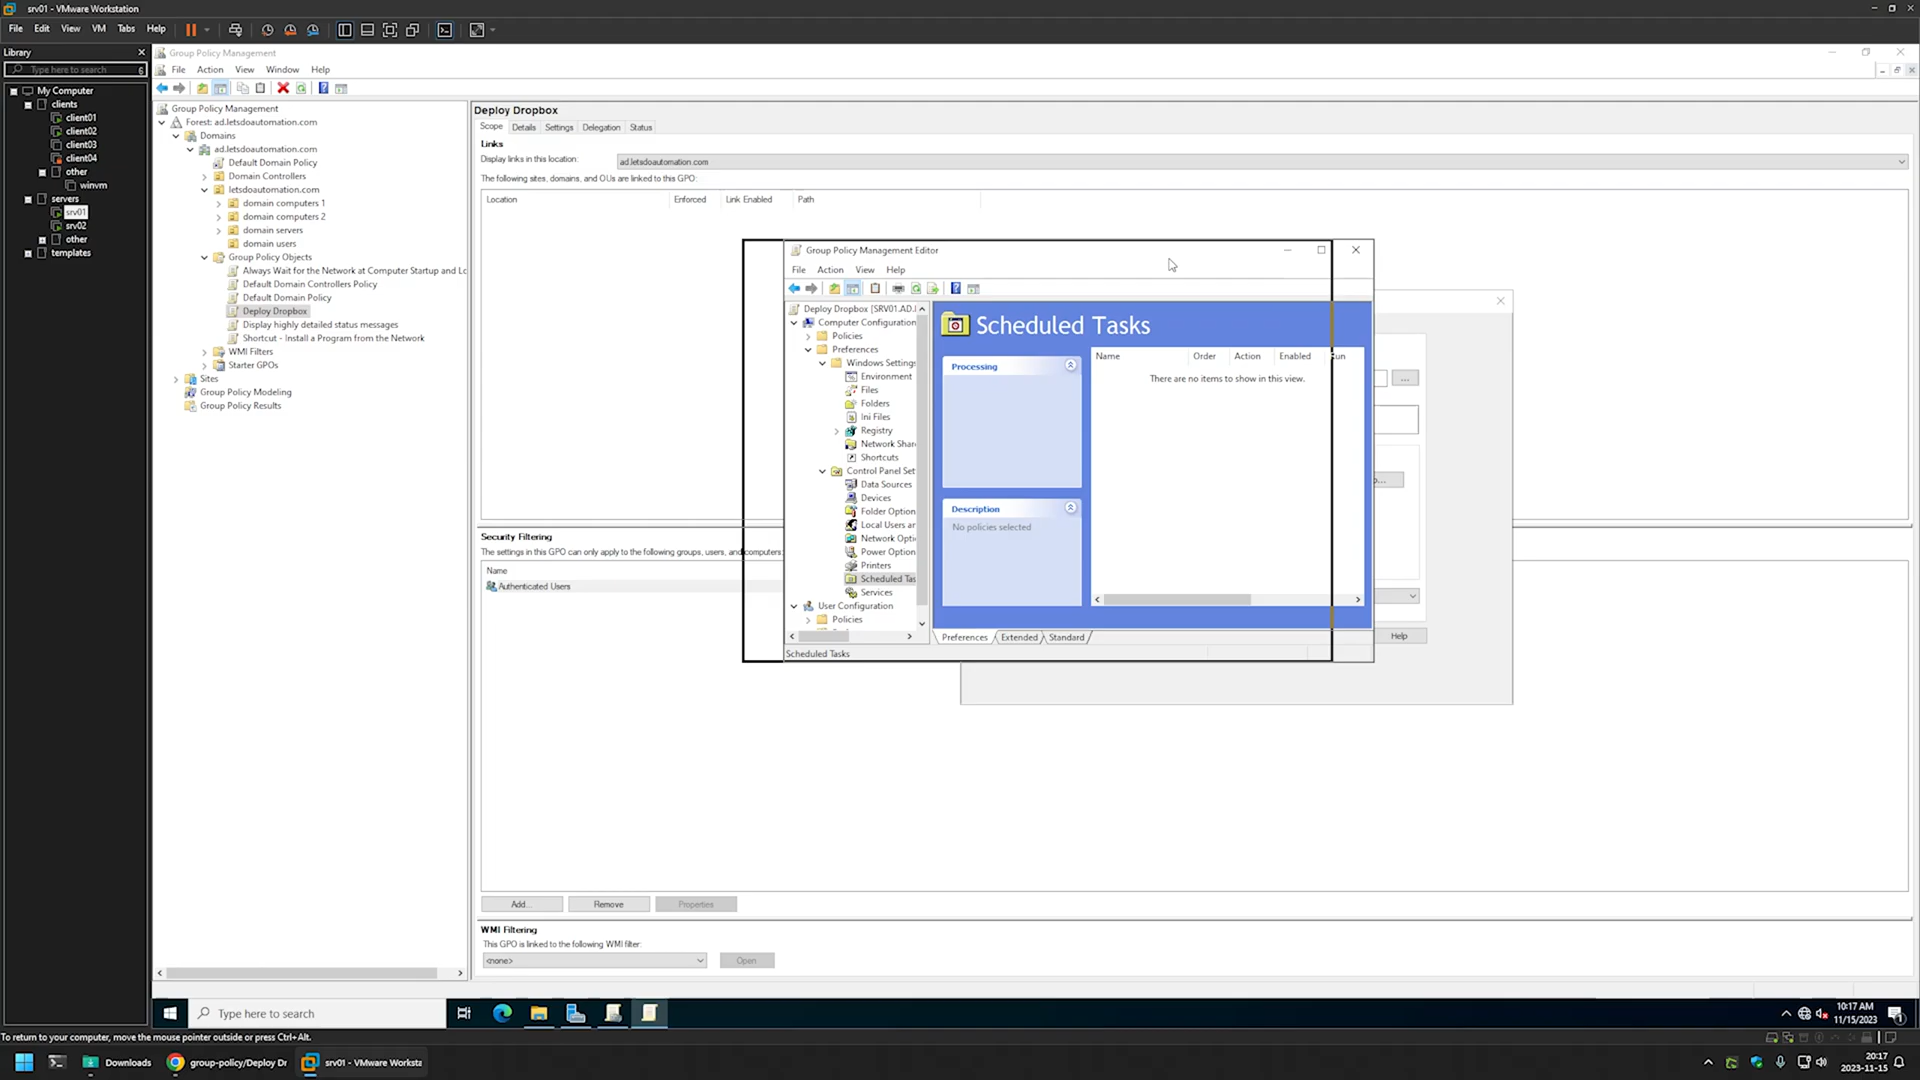 srv01 - VMware Workstation
File Edit View VM Tabs Help
Library
Type here to search
My Computer
clients
client01
client02
client03
client04
other
winvm
servers
srv01
srv02
other
templates
Group Policy Management
File Action View Window Help
Group Policy Management
Forest: ad.letsdoautomation.com
Domains
ad.letsdoautomation.com
Default Domain Policy
Domain Controllers
letsdoautomation.com
domain computers 1
domain computers 2
domain servers
domain users
Group Policy Objects
Always Wait for the Network at Computer Startup and Lo
Default Domain Controllers Policy
Default Domain Policy
Deploy Dropbox
Display highly detailed status messages
Shortcut - Install a Program from the Network
WMI Filters
Starter GPOs
Sites
Group Policy Modeling
Group Policy Results
Deploy Dropbox
Scope Details Settings Delegation Status
Links
Display links in this location: ad.letsdoautomation.com
The following sites, domains, and OUs are linked to this GPO:
Location Enforced Link Enabled Path
Group Policy Management Editor
File Action View Help
Deploy Dropbox [SRV01.AD.
Computer Configuration
Policies
Preferences
Windows Settings
Environment
Files
Folders
Ini Files
Registry
Network Shar
Shortcuts
Control Panel Set
Data Sources
Devices
Folder Option
Local Users ar
Network Opti
Power Option
Printers
Scheduled Tas
Services
User Configuration
Policies
Scheduled Tasks
Processing
Description
No policies selected
Name Order Action Enabled Run
There are no items to show in this view.
Preferences Extended Standard
Scheduled Tasks
...
Help
Security Filtering
The settings in this GPO can only apply to the following groups, users, and computers:
Name
Authenticated Users
Add... Remove Properties
WMI Filtering
This GPO is linked to the following WMI filter:
<none> Open
Type here to search
10:17 AM
11/15/2023
To return to your computer, move the mouse pointer outside or press Ctrl+Alt.
Downloads group-policy/Deploy Dr srv01 - VMware Worksta
20:17
2023-11-15